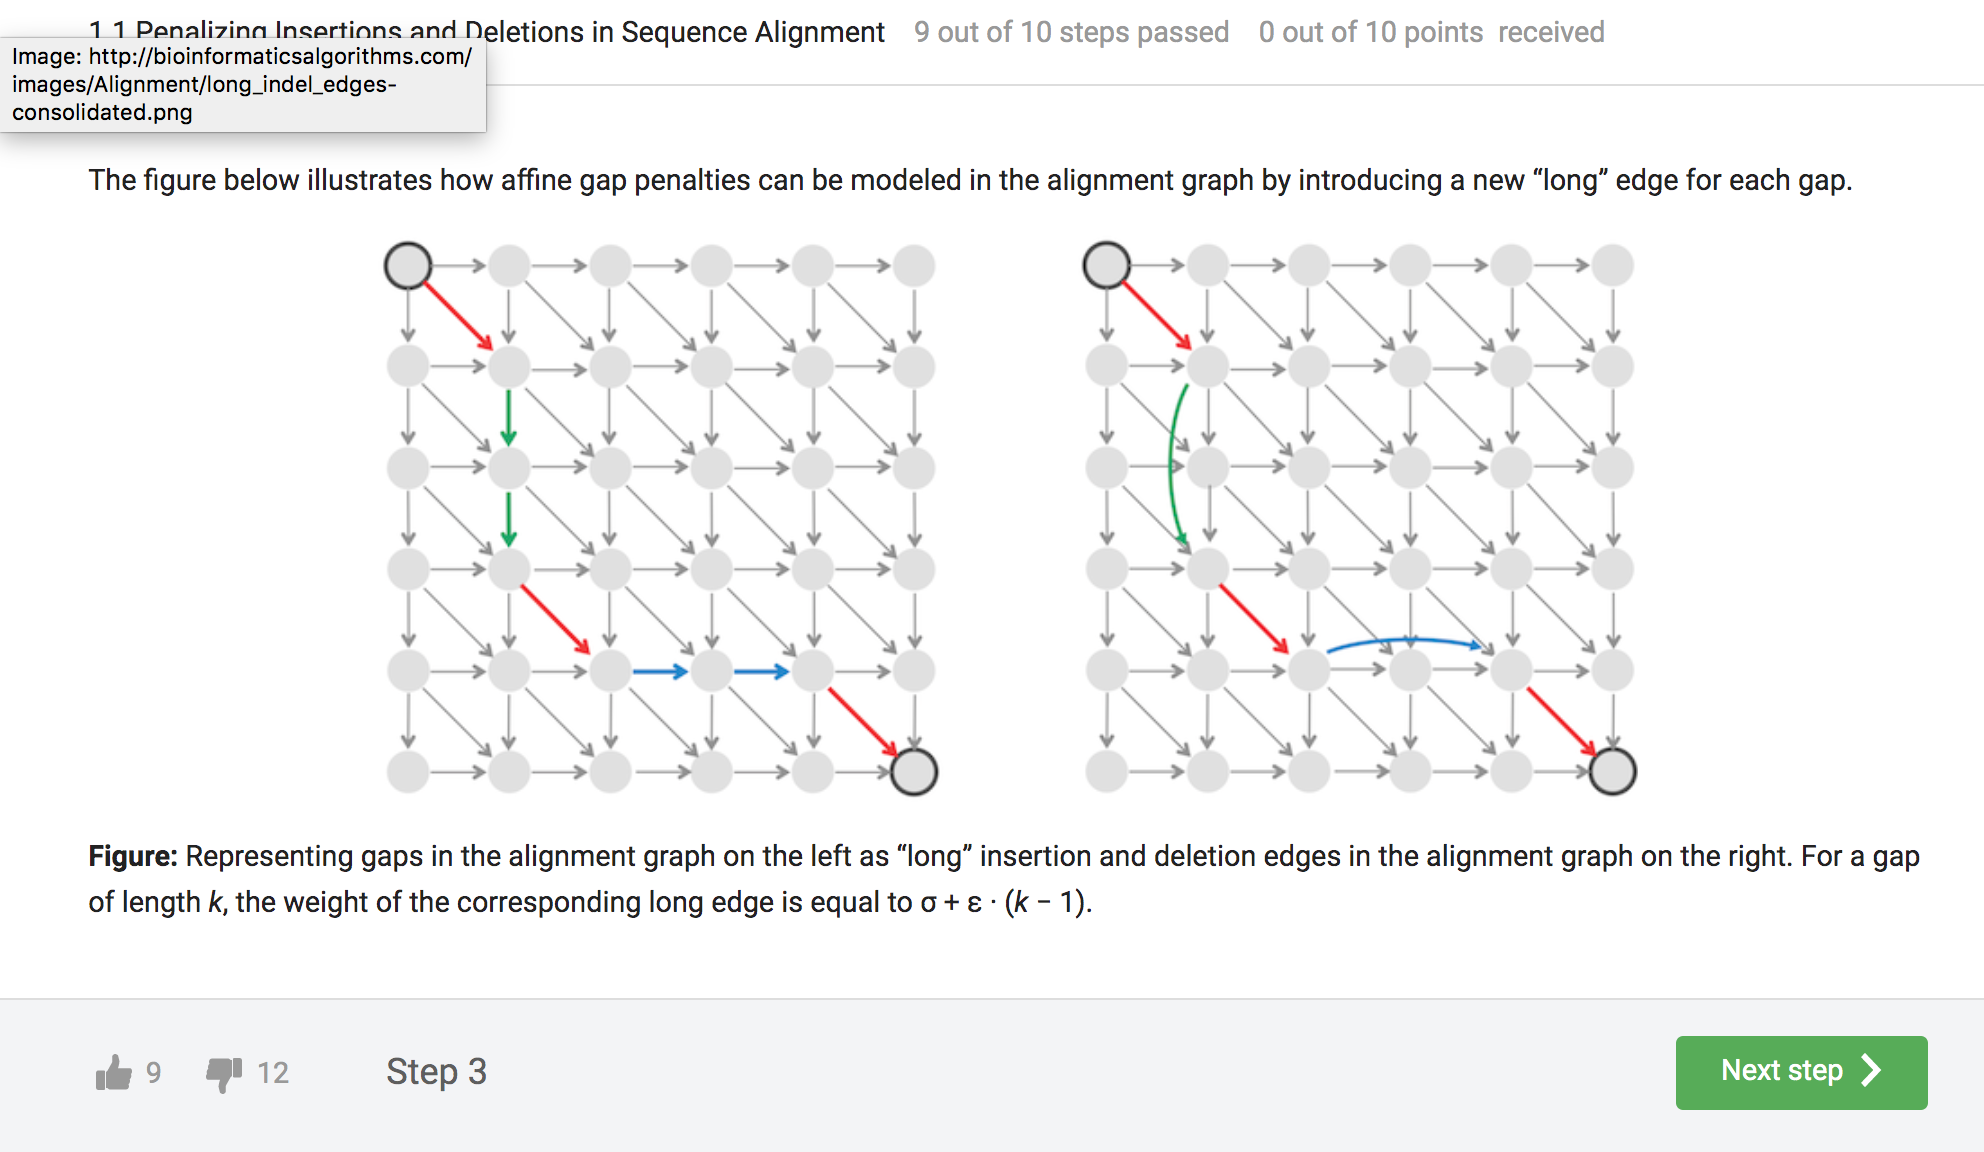 1.1 Penalizing Insertions and Deletions in Sequence Alignment 9 out of 10 steps passed 0 out of 10 points received
Image: http://bioinformaticsalgorithms.com/
images/Alignment/long_indel_edges-
consolidated.png
The figure below illustrates how affine gap penalties can be modeled in the alignment graph by introducing a new “long” edge for each gap.
Figure: Representing gaps in the alignment graph on the left as “long” insertion and deletion edges in the alignment graph on the right. For a gap
of length k, the weight of the corresponding long edge is equal to σ + ε · (k − 1).
9 12 Step 3 Next step